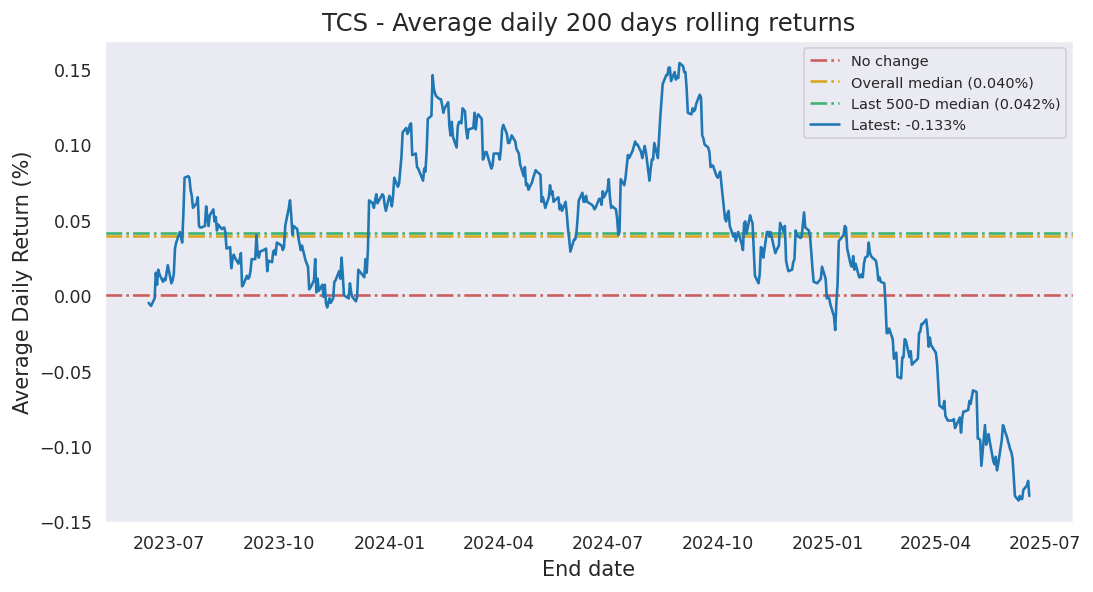 TCS - Average daily 200 days rolling returns
No change
Overall median (0.040%)
Last 500-D median (0.042%)
Latest: -0.133%
Average Daily Return (%)
0.15
0.10
0.05
0.00
−0.05
−0.10
−0.15
2023-07 2023-10 2024-01 2024-04 2024-07 2024-10 2025-01 2025-04 2025-07
End date